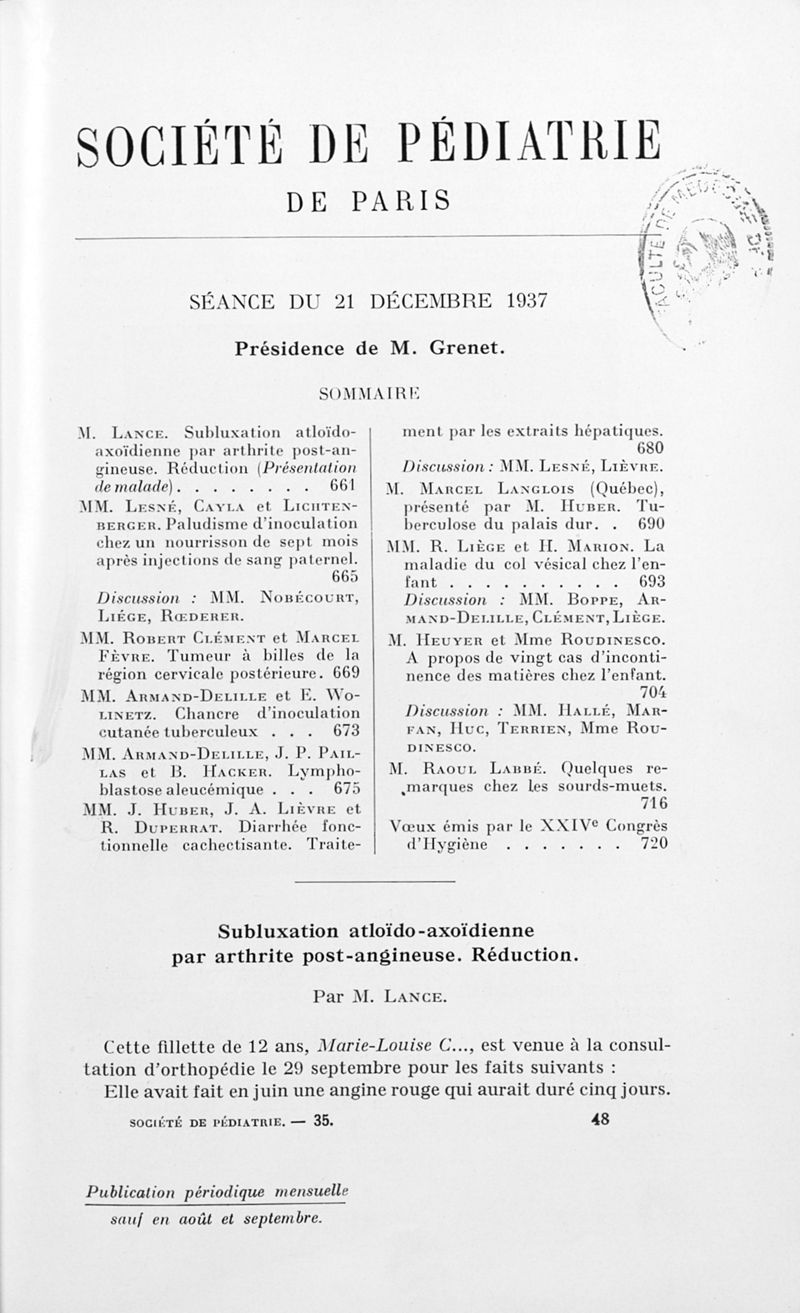 SOCIÉTÉ DE PÉDIATRIE
DE PARIS
FACULTÉ DE MÉDECINE
SÉANCE DU 21 DÉCEMBRE 1937
Présidence de M. Grenet.
SOMMAIRE
M. Lance. Subluxation atloïdo-
axoïdienne par arthrite post-an-
gineuse. Réduction (Présentation
de malade). . . . . . . . 661
MM. Lesné, Cayla et Lichten-
berger. Paludisme d'inoculation
chez un nourrisson de sept mois
après injections de sang paternel.
665
Discussion : MM. Nobécourt,
Liége, Rœderer.
MM. Robert Clément et Marcel
Fèvre. Tumeur à billes de la
région cervicale postérieure. 669
MM. Armand-Delille et E. Wo-
linetz. Chancre d'inoculation
cutanée tuberculeux . . . 673
MM. Armand-Delille, J. P. Pail-
las et B. Hacker. Lympho-
blastose aleucémique . . . 675
MM. J. Huber, J. A. Lièvre et
R. Duperrat. Diarrhée fonc-
tionnelle cachectisante. Traite-
ment par les extraits hépatiques.
680
Discussion : MM. Lesné, Lièvre.
M. Marcel Langlois (Québec),
présenté par M. Huber. Tu-
berculose du palais dur. . 690
MM. R. Liège et H. Marion. La
maladie du col vésical chez l'en-
fant . . . . . . . . . . 693
Discussion : MM. Boppe, Ar-
mand-Delille, Clément, Liège.
M. Heuyer et Mme Roudinesco.
A propos de vingt cas d'inconti-
nence des matières chez l'enfant.
704
Discussion : MM. Hallé, Mar-
fan, Huc, Terrien, Mme Rou-
dinesco.
M. Raoul Labbé. Quelques re-
marques chez les sourds-muets.
716
Vœux émis par le XXIVe Congrès
d'Hygiène . . . . . . . 720
Subluxation atloïdo-axoïdienne
par arthrite post-angineuse. Réduction.
Par M. Lance.
Cette fillette de 12 ans, Marie-Louise C..., est venue à la consul-
tation d'orthopédie le 29 septembre pour les faits suivants :
Elle avait fait en juin une angine rouge qui aurait duré cinq jours.
SOCIÉTÉ DE PÉDIATRIE. — 35. 48
Publication périodique mensuelle
sauf en août et septembre.